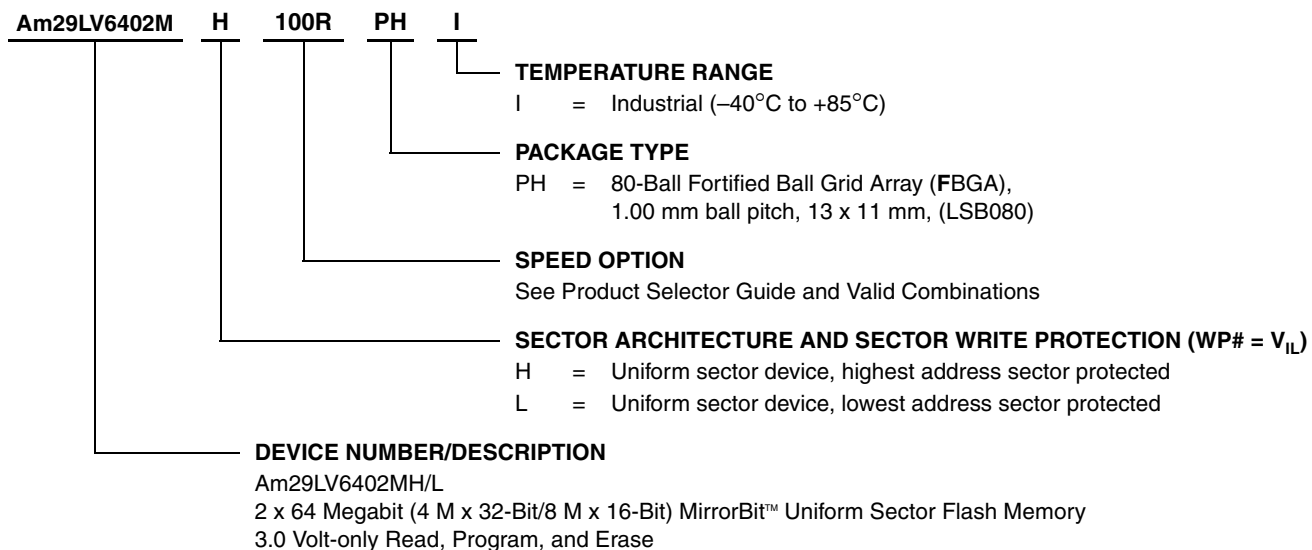 Am29LV6402M H 100R PH I
TEMPERATURE RANGE
I = Industrial (–40°C to +85°C)
PACKAGE TYPE
PH = 80-Ball Fortified Ball Grid Array (FBGA),
1.00 mm ball pitch, 13 x 11 mm, (LSB080)
SPEED OPTION
See Product Selector Guide and Valid Combinations
SECTOR ARCHITECTURE AND SECTOR WRITE PROTECTION (WP# = VIL)
H = Uniform sector device, highest address sector protected
L = Uniform sector device, lowest address sector protected
DEVICE NUMBER/DESCRIPTION
Am29LV6402MH/L
2 x 64 Megabit (4 M x 32-Bit/8 M x 16-Bit) MirrorBit™ Uniform Sector Flash Memory
3.0 Volt-only Read, Program, and Erase